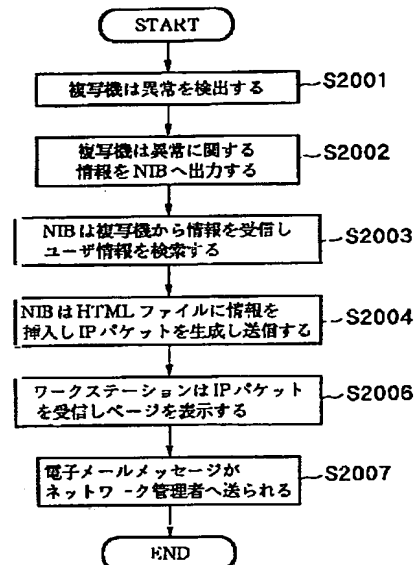 START
複写機は異常を検出する
S2001
複写機は異常に関する
情報をNIBへ出力する
S2002
NIBは複写機から情報を受信し
ユーザ情報を検索する
S2003
NIBはHTMLファイルに情報を
挿入しIPパケットを生成し送信する
S2004
ワークステーションはIPパケット
を受信しページを表示する
S2006
電子メールメッセージが
ネットワーク管理者へ送られる
S2007
END